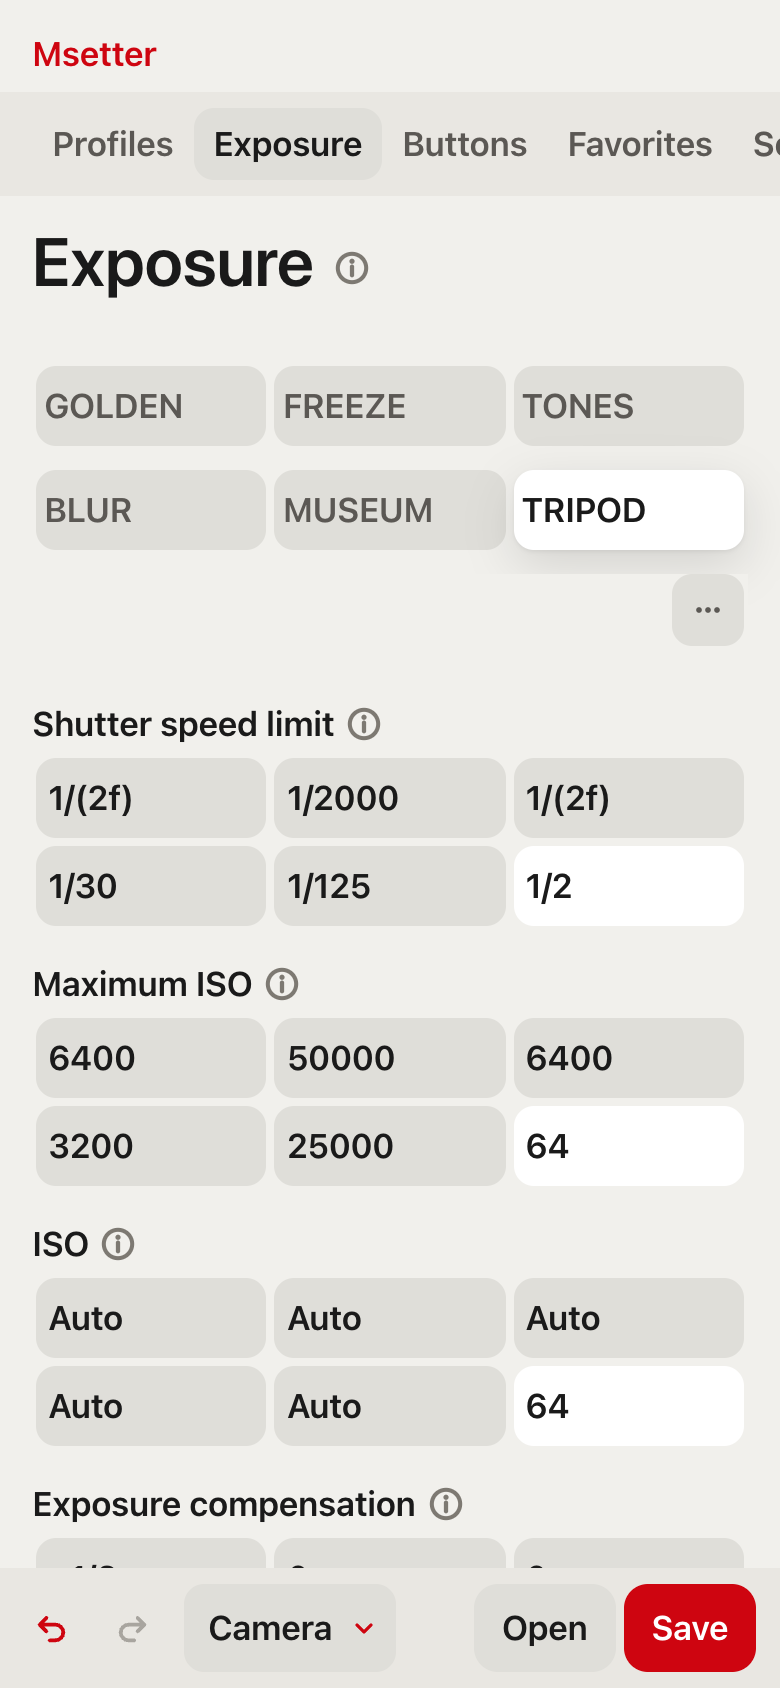 Msetter
Profiles Exposure Buttons Favorites
Exposure
GOLDEN FREEZE TONES
BLUR MUSEUM TRIPOD
Shutter speed limit
1/(2f) 1/2000 1/(2f)
1/30 1/125 1/2
Maximum ISO
6400 50000 6400
3200 25000 64
ISO
Auto Auto Auto
Auto Auto 64
Exposure compensation
Camera Open Save